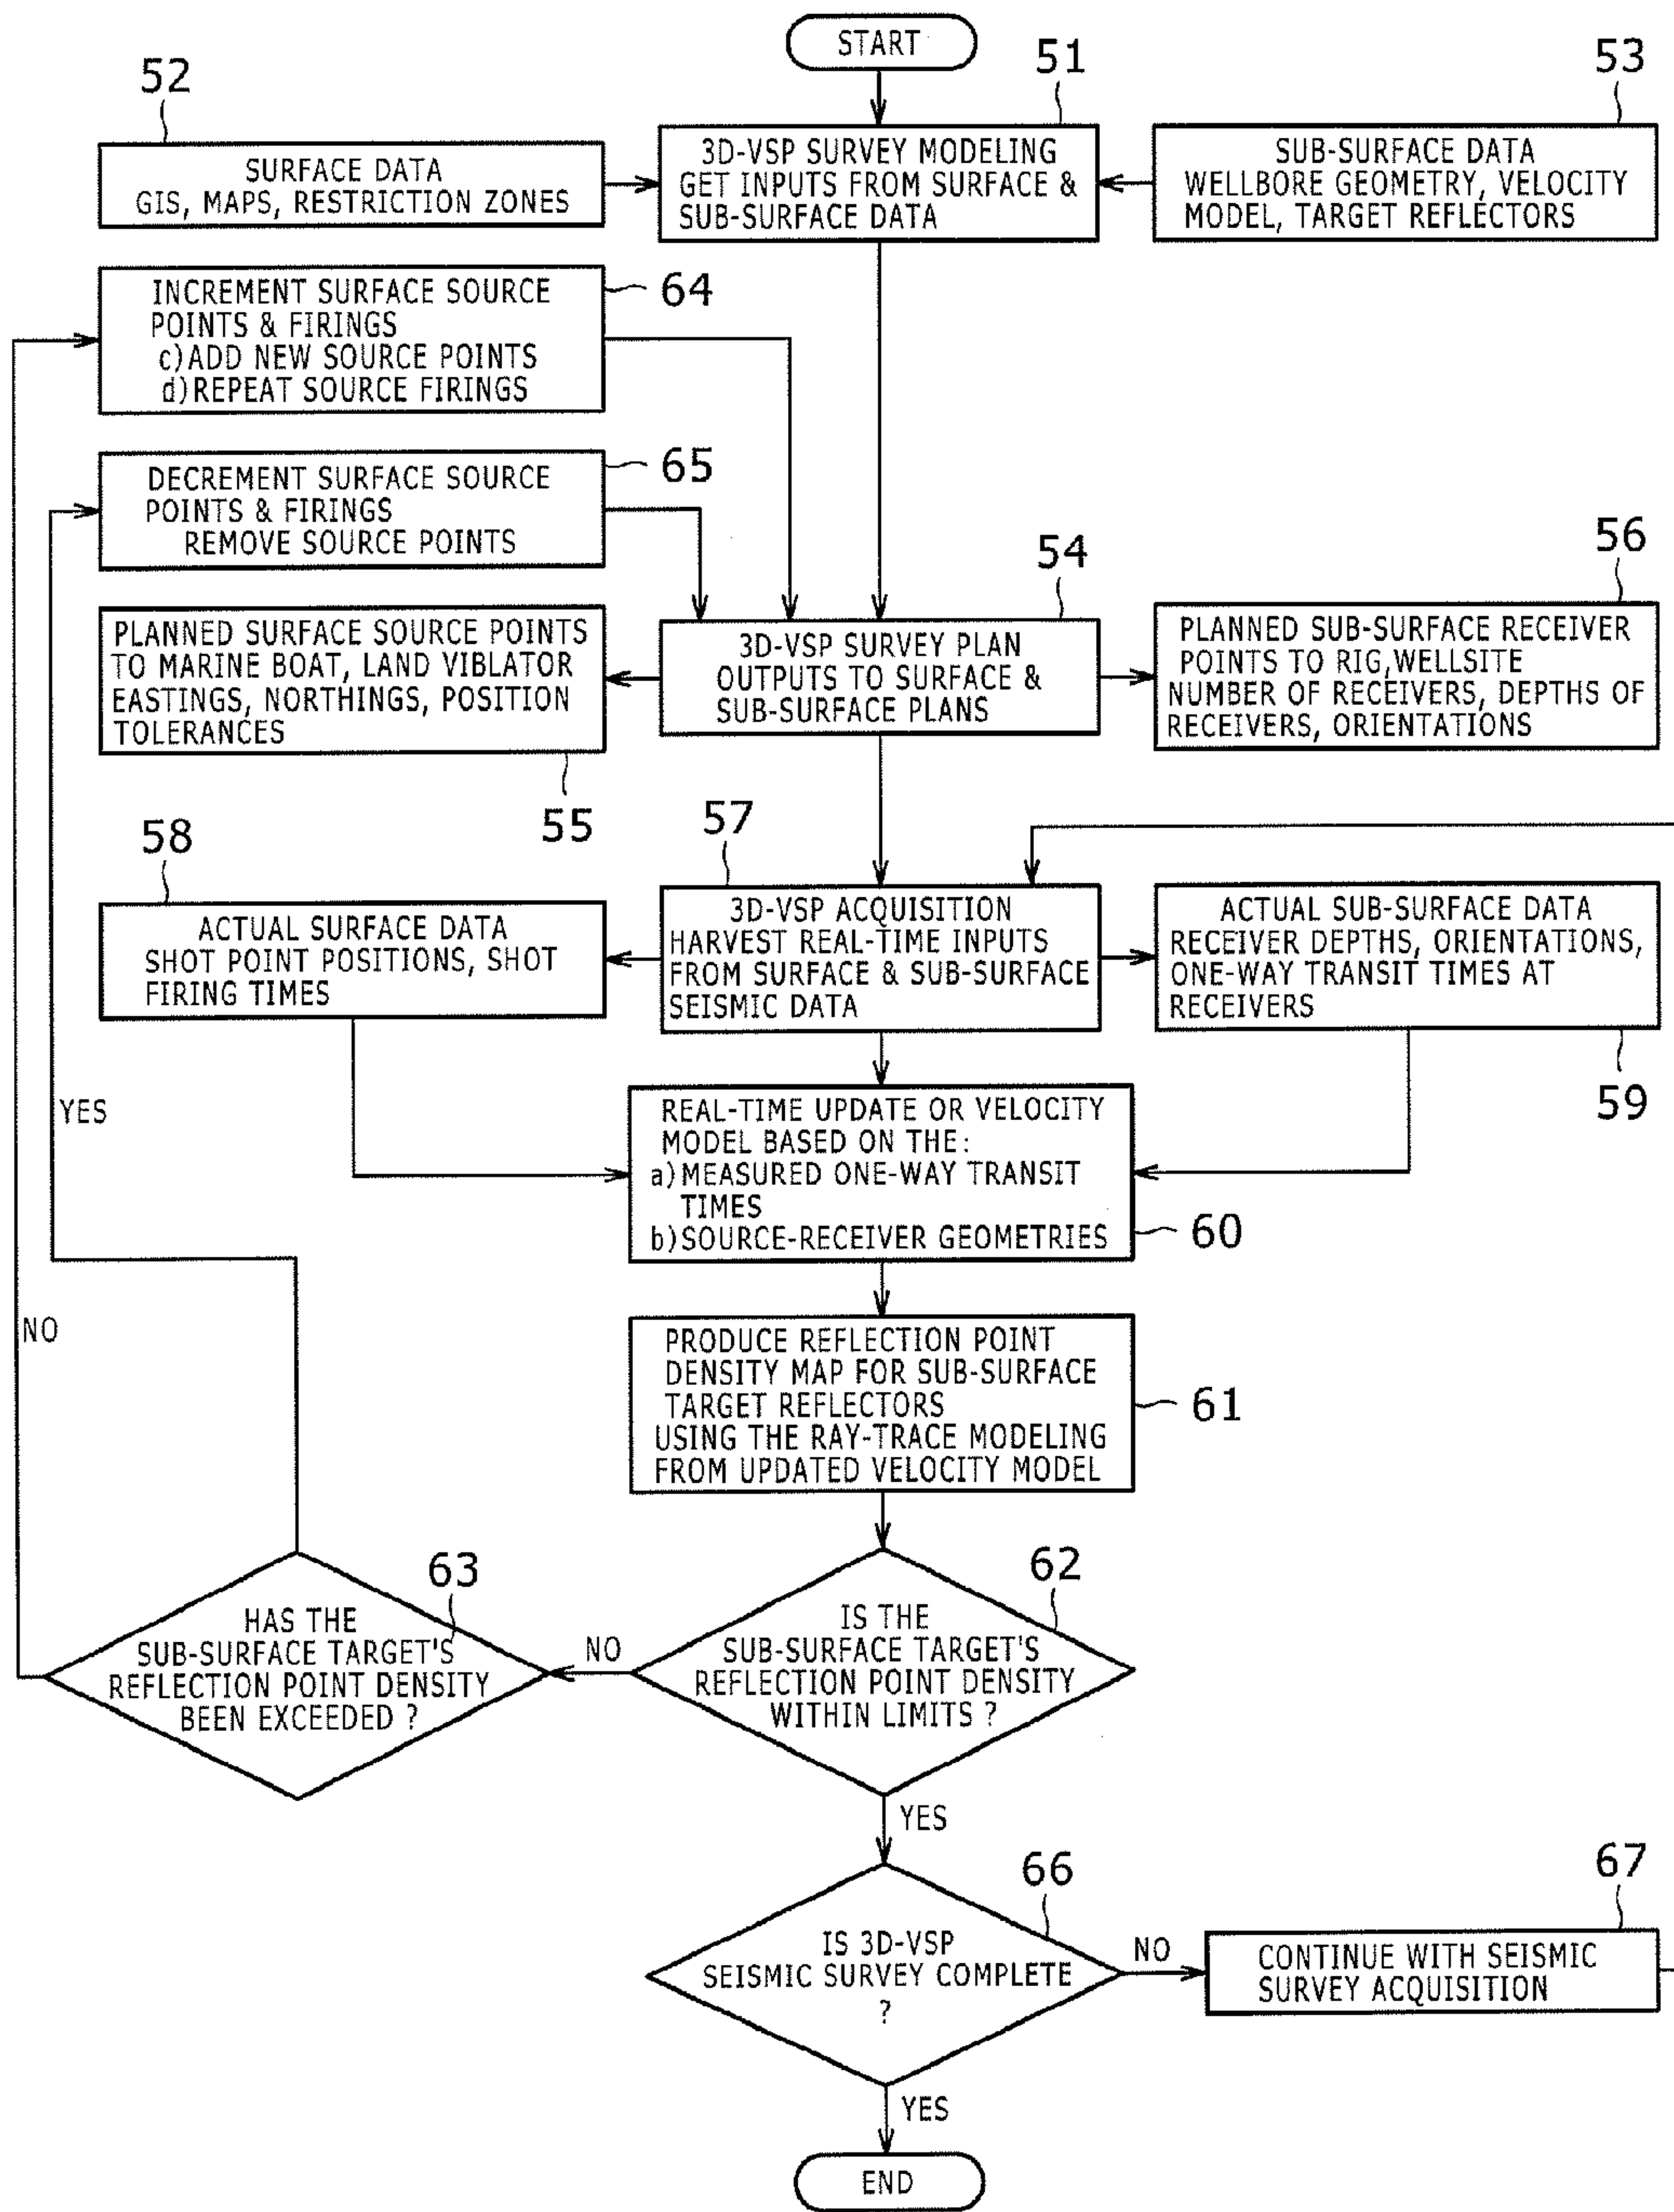 START
51
3D-VSP SURVEY MODELING
GET INPUTS FROM SURFACE &
SUB-SURFACE DATA
52
SURFACE DATA
GIS, MAPS, RESTRICTION ZONES
53
SUB-SURFACE DATA
WELLBORE GEOMETRY, VELOCITY
MODEL, TARGET REFLECTORS
64
INCREMENT SURFACE SOURCE
POINTS & FIRINGS
c)ADD NEW SOURCE POINTS
d)REPEAT SOURCE FIRINGS
65
DECREMENT SURFACE SOURCE
POINTS & FIRINGS
REMOVE SOURCE POINTS
54
3D-VSP SURVEY PLAN
OUTPUTS TO SURFACE &
SUB-SURFACE PLANS
PLANNED SURFACE SOURCE POINTS
TO MARINE BOAT, LAND VIBLATOR
EASTINGS, NORTHINGS, POSITION
TOLERANCES
55
56
PLANNED SUB-SURFACE RECEIVER
POINTS TO RIG,WELLSITE
NUMBER OF RECEIVERS, DEPTHS OF
RECEIVERS, ORIENTATIONS
57
3D-VSP ACQUISITION
HARVEST REAL-TIME INPUTS
FROM SURFACE & SUB-SURFACE
SEISMIC DATA
58
ACTUAL SURFACE DATA
SHOT POINT POSITIONS, SHOT
FIRING TIMES
ACTUAL SUB-SURFACE DATA
RECEIVER DEPTHS, ORIENTATIONS,
ONE-WAY TRANSIT TIMES AT
RECEIVERS
59
REAL-TIME UPDATE OR VELOCITY
MODEL BASED ON THE:
a)MEASURED ONE-WAY TRANSIT
TIMES
b)SOURCE-RECEIVER GEOMETRIES
60
PRODUCE REFLECTION POINT
DENSITY MAP FOR SUB-SURFACE
TARGET REFLECTORS
USING THE RAY-TRACE MODELING
FROM UPDATED VELOCITY MODEL
61
62
IS THE
SUB-SURFACE TARGET'S
REFLECTION POINT DENSITY
WITHIN LIMITS ?
NO
YES
63
HAS THE
SUB-SURFACE TARGET'S
REFLECTION POINT DENSITY
BEEN EXCEEDED ?
YES
NO
66
IS 3D-VSP
SEISMIC SURVEY COMPLETE
?
NO
YES
67
CONTINUE WITH SEISMIC
SURVEY ACQUISITION
END